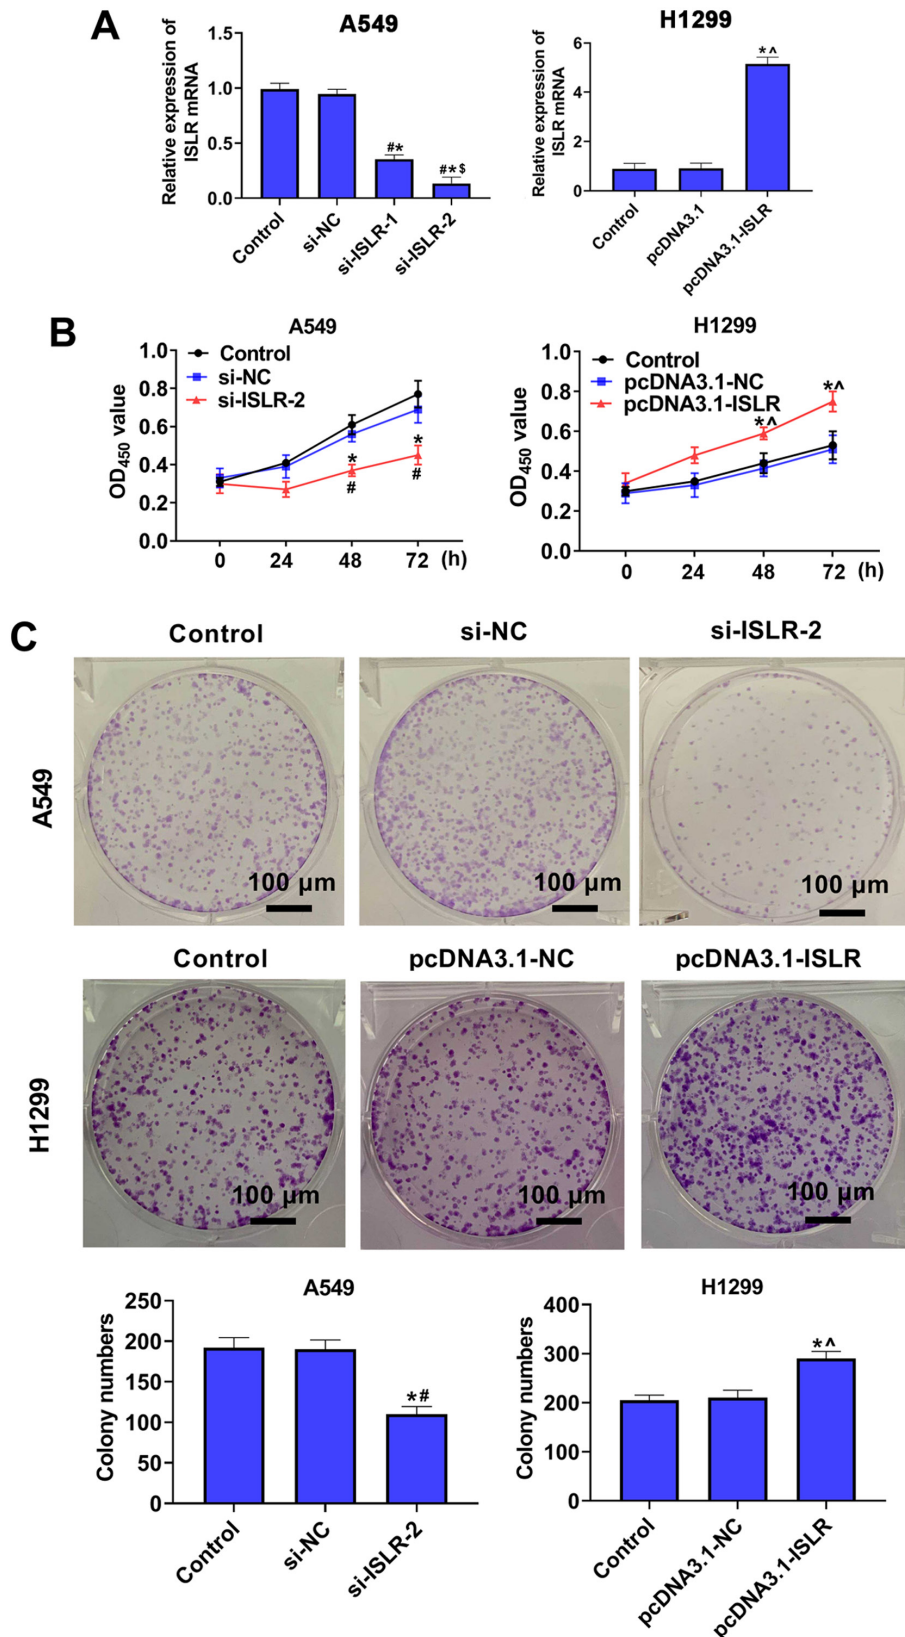 A
A549
Relative expression of
ISLR mRNA
1.5
1.0
0.5
0.0
#*
#*$
Control
si-NC
si-ISLR-1
si-ISLR-2
H1299
Relative expression of
ISLR mRNA
6
4
2
0
*^
Control
pcDNA3.1
pcDNA3.1-ISLR
B
A549
OD450 value
1.0
0.8
0.6
0.4
0.2
0.0
Control
si-NC
si-ISLR-2
*
#
*
#
0 24 48 72 (h)
H1299
OD450 value
1.0
0.8
0.6
0.4
0.2
0.0
Control
pcDNA3.1-NC
pcDNA3.1-ISLR
*^
*^
0 24 48 72 (h)
C
Control si-NC si-ISLR-2
A549
100 μm 100 μm 100 μm
Control pcDNA3.1-NC pcDNA3.1-ISLR
H1299
100 μm 100 μm 100 μm
A549
Colony numbers
250
200
150
100
50
0
*#
Control
si-NC
si-ISLR-2
H1299
Colony numbers
400
300
200
100
0
*^
Control
pcDNA3.1-NC
pcDNA3.1-ISLR